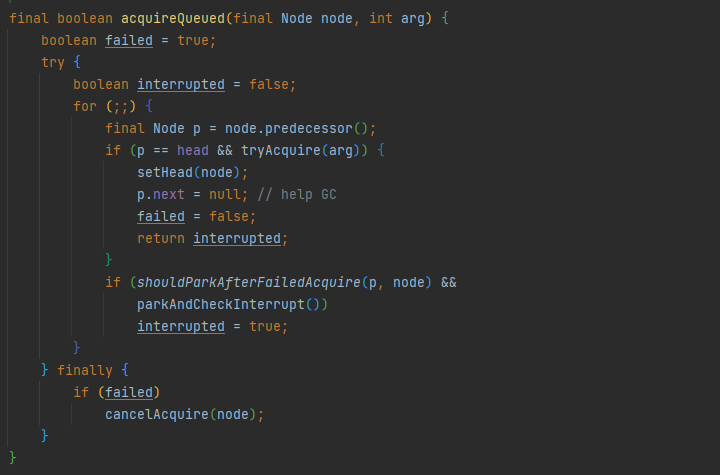 final boolean acquireQueued(final Node node, int arg) {
    boolean failed = true;
    try {
        boolean interrupted = false;
        for (;;) {
            final Node p = node.predecessor();
            if (p == head && tryAcquire(arg)) {
                setHead(node);
                p.next = null; // help GC
                failed = false;
                return interrupted;
            }
            if (shouldParkAfterFailedAcquire(p, node) &&
                parkAndCheckInterrupt())
                interrupted = true;
        }
    } finally {
        if (failed)
            cancelAcquire(node);
    }
}